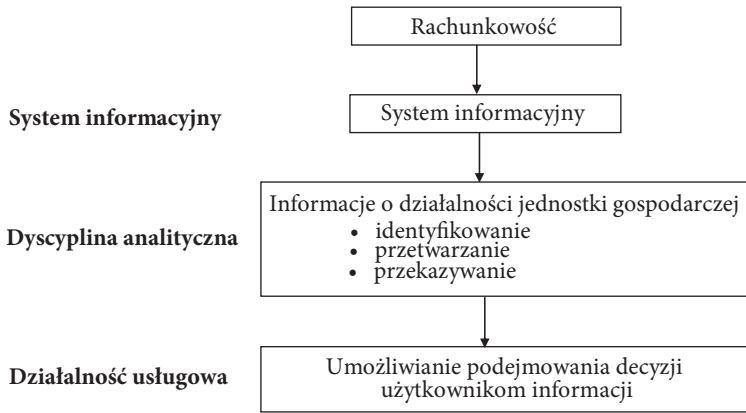 Rachunkowość
System informacyjny
System informacyjny
Informacje o działalności jednostki gospodarczej
Dyscyplina analityczna
• identyfikowanie
• przetwarzanie
• przekazywanie
Działalność usługowa
Umożliwianie podejmowania decyzji
użytkownikom informacji